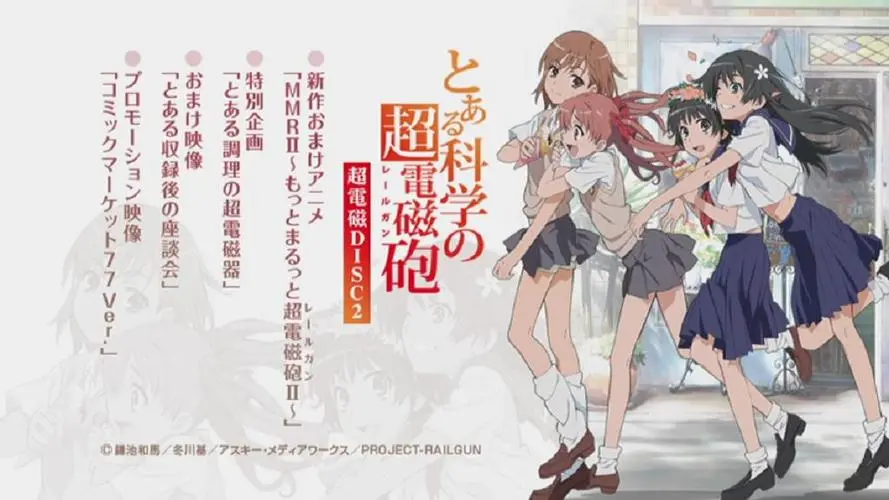 とある科学の
超電磁砲
レールガン
超電磁DISC2
●新作おまけアニメ
「MMRⅡ～もっとまるっと超電磁砲Ⅱ～」
レールガン
●特別企画
「とある調理の超電磁器」
●おまけ映像
「とある収録後の座談会」
●プロモーション映像
「コミックマーケット77Ver.」
©鎌池和馬／冬川基／アスキー・メディアワークス／PROJECT-RAILGUN